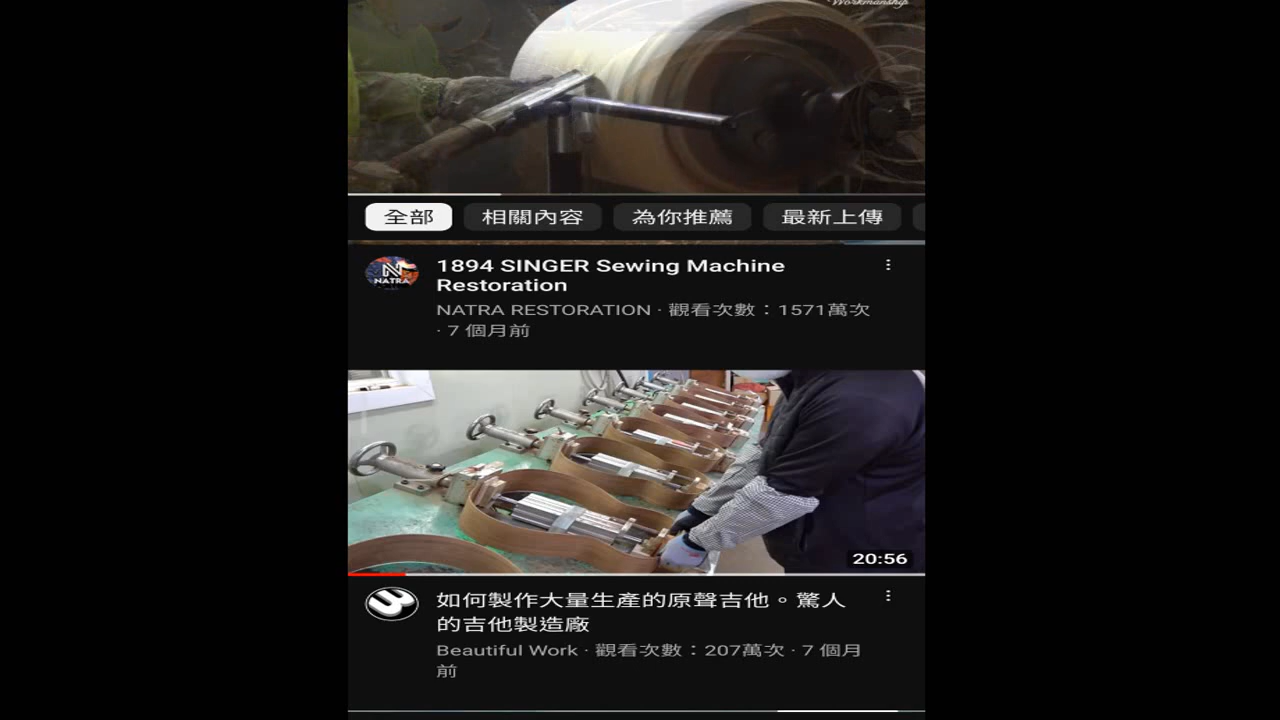 Workmanship
全部 相關內容 為你推薦 最新上傳
N
NATRA
1894 SINGER Sewing Machine
Restoration
NATRA RESTORATION · 觀看次數：1571萬次
· 7 個月前
20:56
如何製作大量生產的原聲吉他。驚人
的吉他製造廠
Beautiful Work · 觀看次數：207萬次 · 7 個月
前